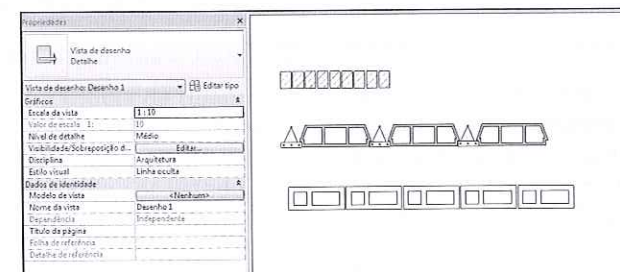 Propriedades
Vista de desenho
Detalhe
Vista de desenho: Desenho 1
Editar tipo
Gráficos
Escala da vista 1 : 10
Valor de escala 1: 10
Nível de detalhe Médio
Visibilidade/Sobreposição d... Editar...
Disciplina Arquitetura
Estilo visual Linha oculta
Dados de identidade
Modelo de vista <Nenhum>
Nome da vista Desenho 1
Dependência Independente
Título da página
Folha de referência
Detalhe de referência